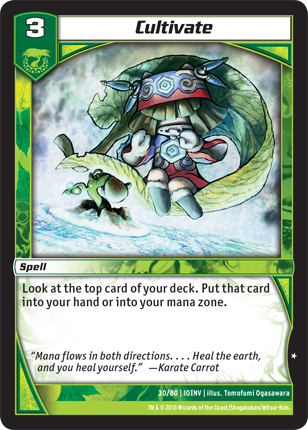 3
Cultivate
Spell
Look at the top card of your deck. Put that card
into your hand or into your mana zone.
"Mana flows in both directions. . . . Heal the earth,
and you heal yourself." —Karate Carrot
30/80 | 10INV | illus. Tomofumi Ogasawara
TM & © 2013 Wizards of the Coast/Shogakukan/Mitsui-Kids.